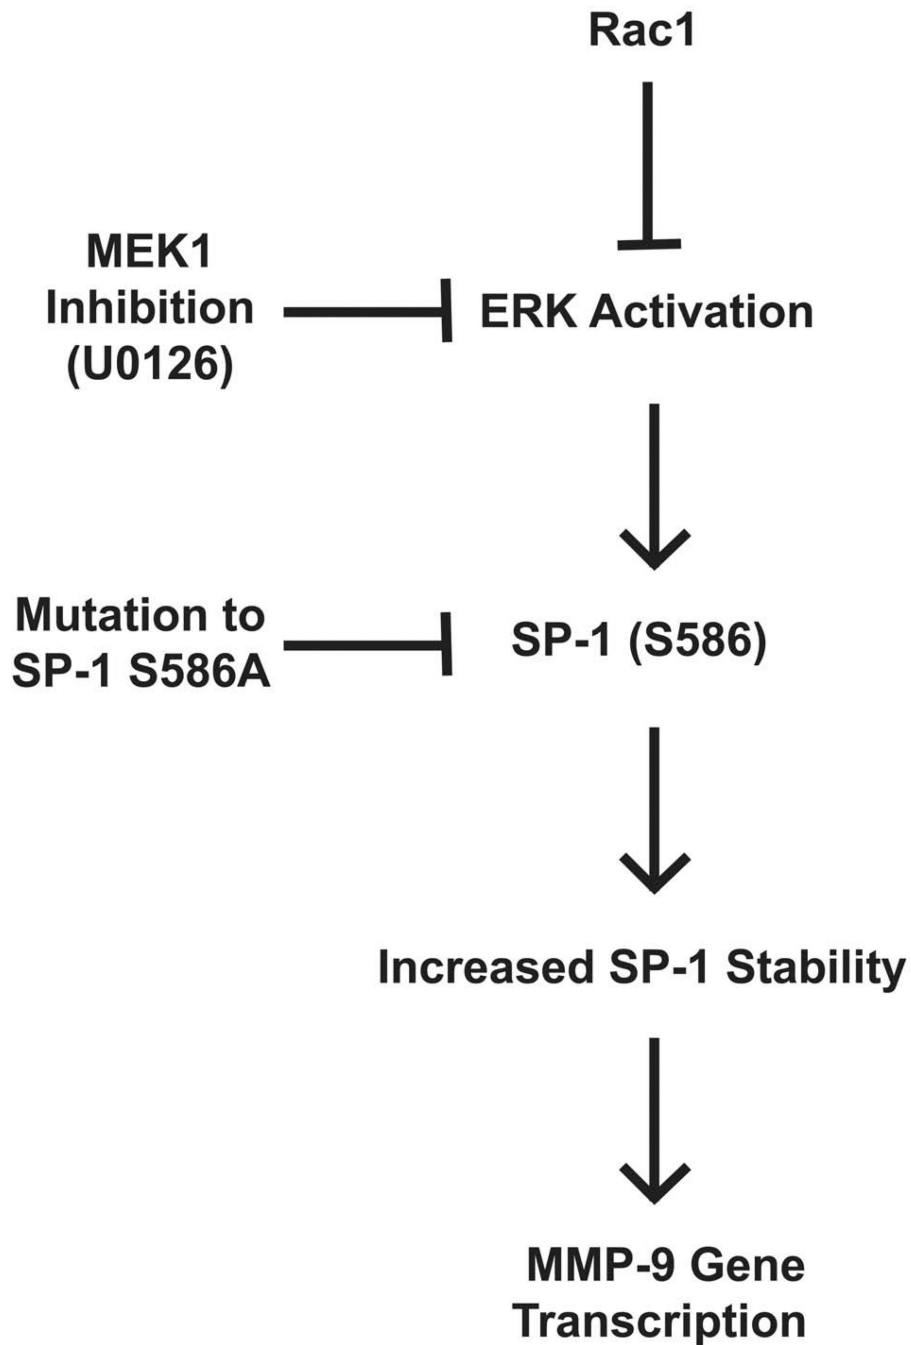 Rac1
MEK1
Inhibition
(U0126)
ERK Activation
Mutation to
SP-1 S586A
SP-1 (S586)
Increased SP-1 Stability
MMP-9 Gene
Transcription